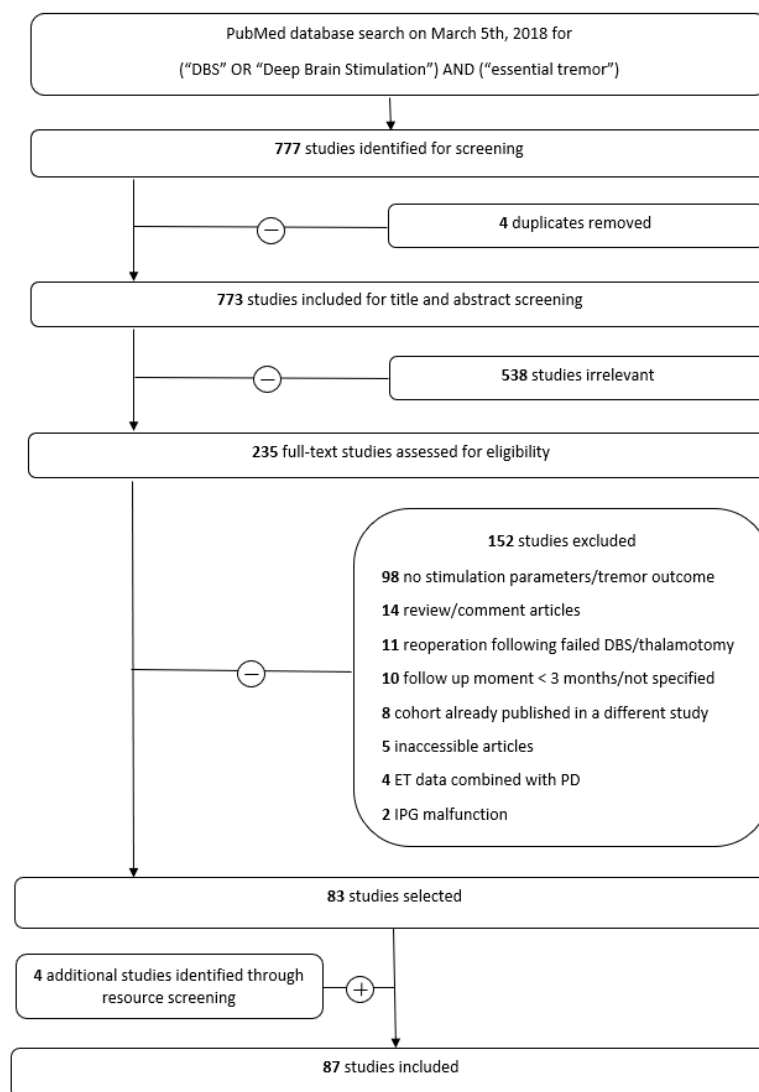 PubMed database search on March 5th, 2018 for
(“DBS” OR “Deep Brain Stimulation”) AND (“essential tremor”)
777 studies identified for screening
4 duplicates removed
773 studies included for title and abstract screening
538 studies irrelevant
235 full-text studies assessed for eligibility
152 studies excluded
98 no stimulation parameters/tremor outcome
14 review/comment articles
11 reoperation following failed DBS/thalamotomy
10 follow up moment < 3 months/not specified
8 cohort already published in a different study
5 inaccessible articles
4 ET data combined with PD
2 IPG malfunction
83 studies selected
4 additional studies identified through
resource screening
87 studies included